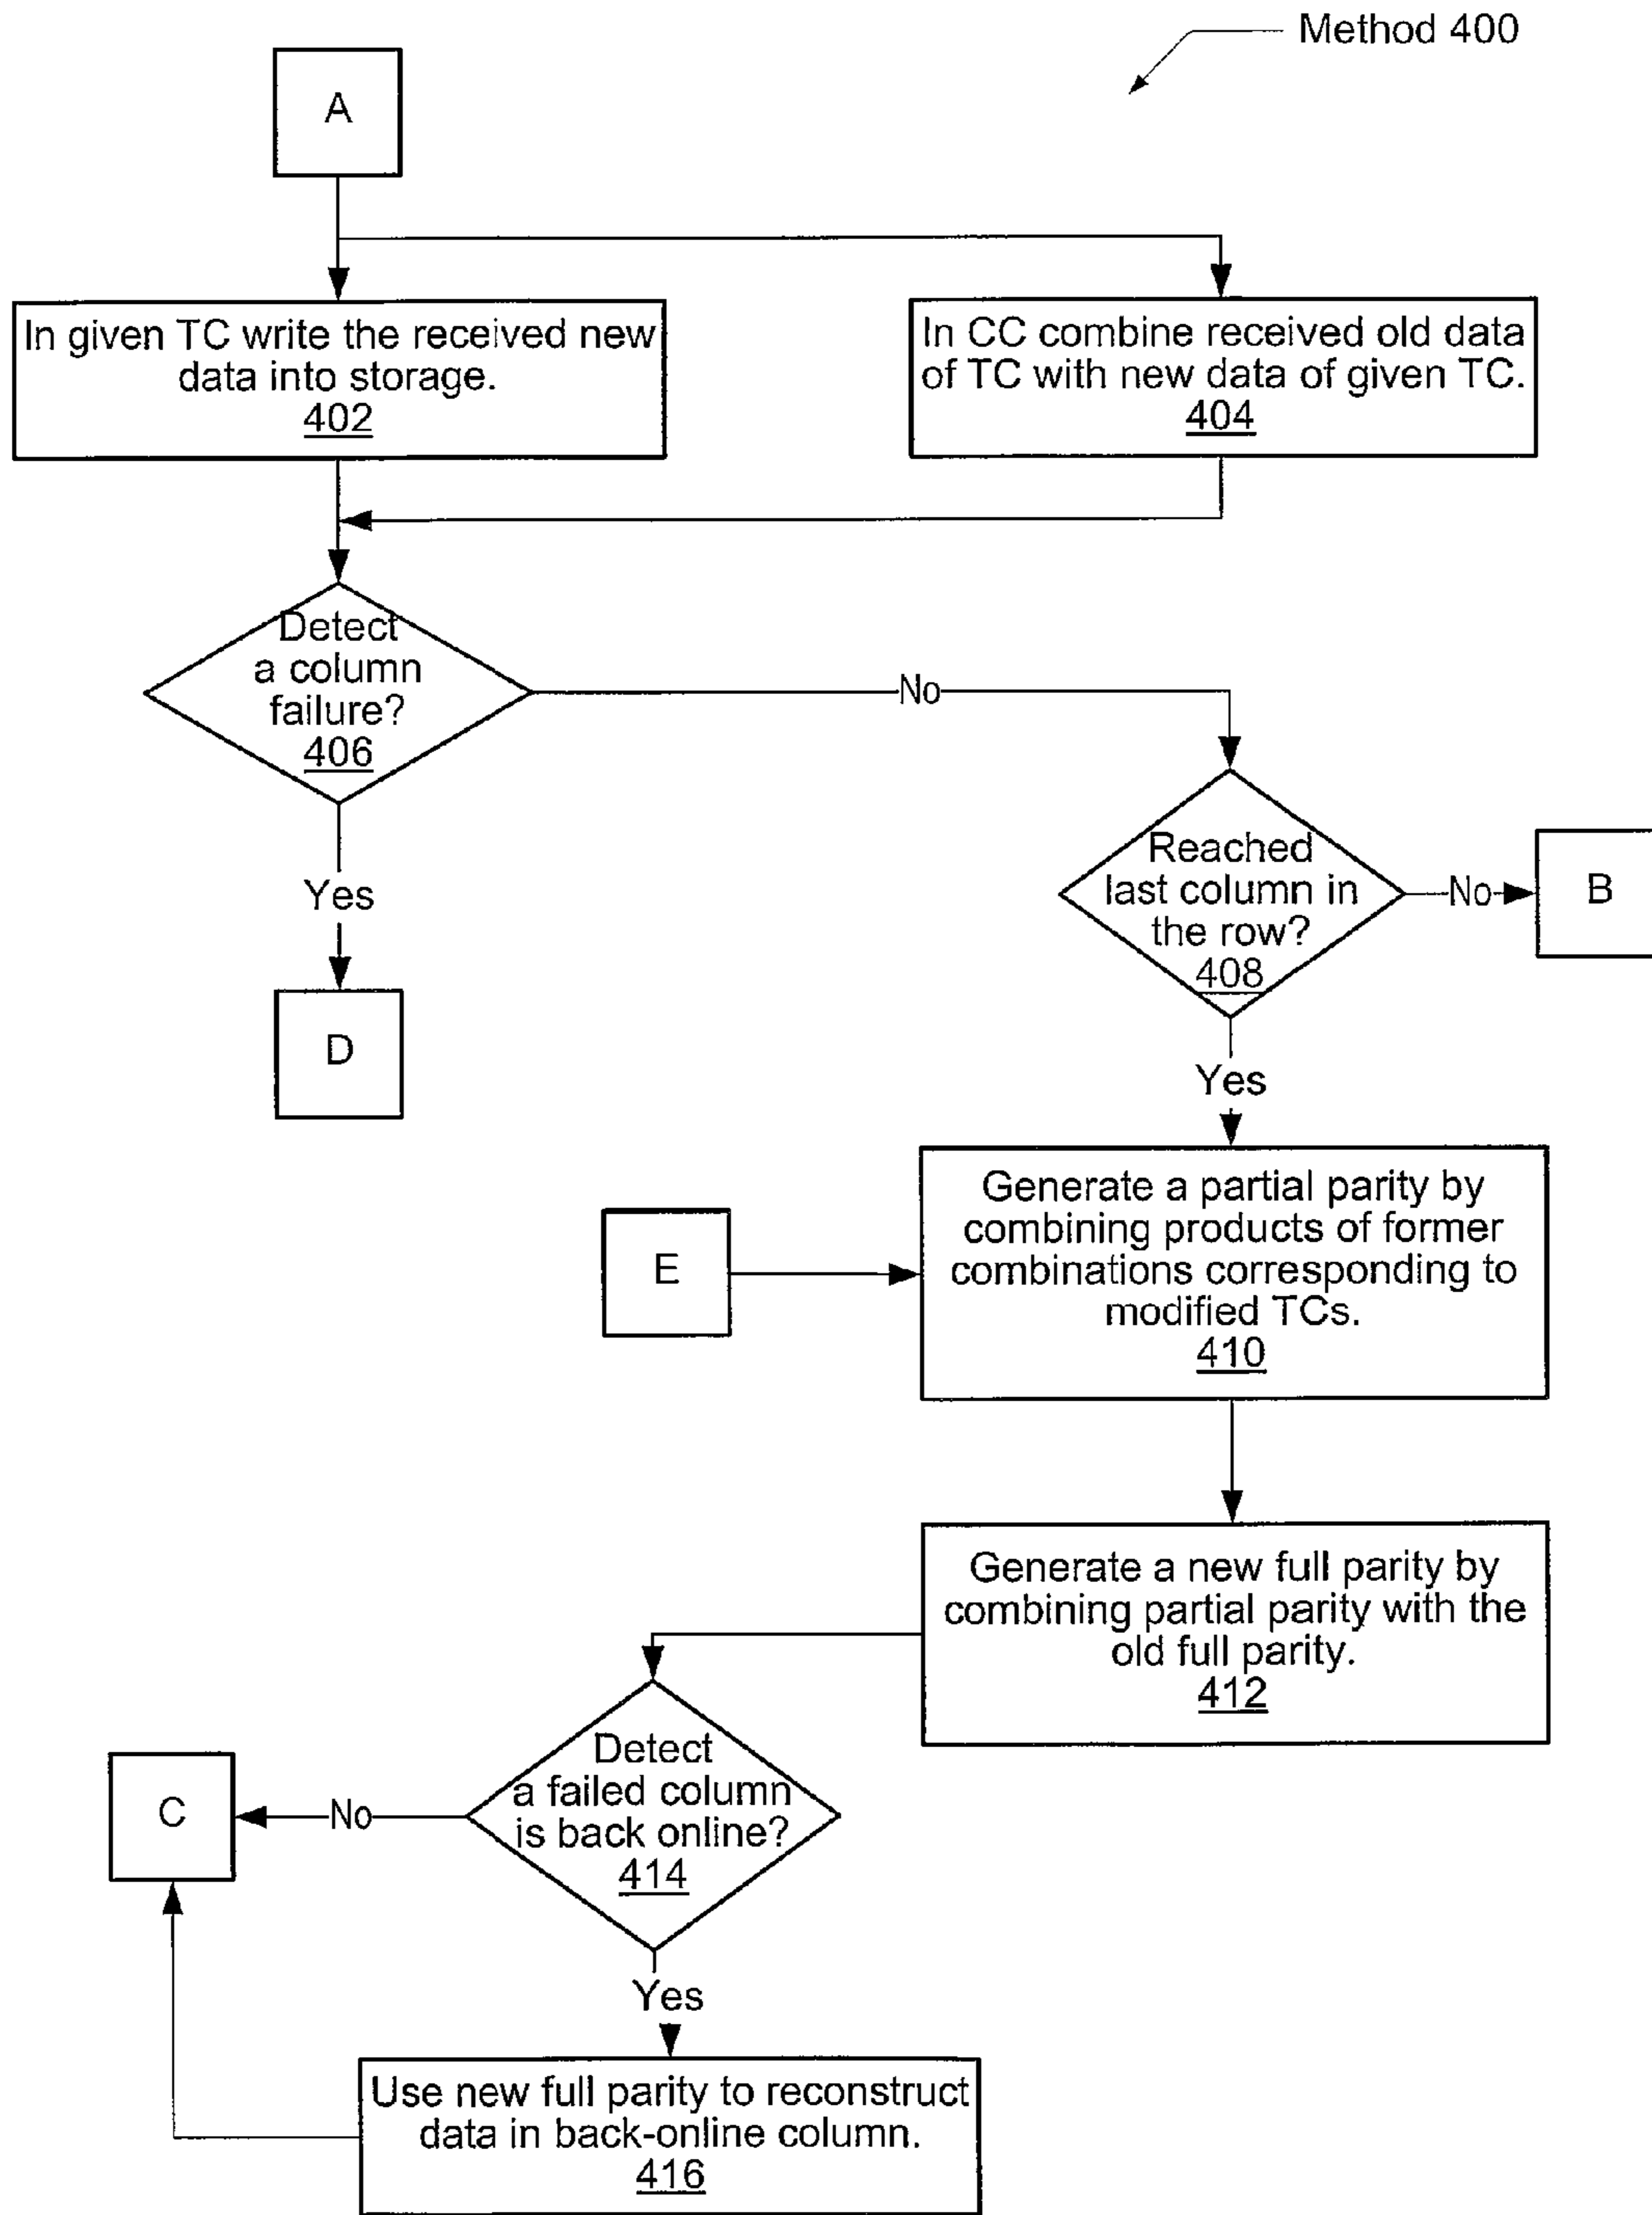 Method 400
A
In given TC write the received new
data into storage.
402
In CC combine received old data
of TC with new data of given TC.
404
Detect
a column
failure?
406
No
Reached
last column in
the row?
408
No
B
Yes
D
Yes
Generate a partial parity by
combining products of former
combinations corresponding to
modified TCs.
410
E
Generate a new full parity by
combining partial parity with the
old full parity.
412
Detect
a failed column
is back online?
414
No
C
Yes
Use new full parity to reconstruct
data in back-online column.
416